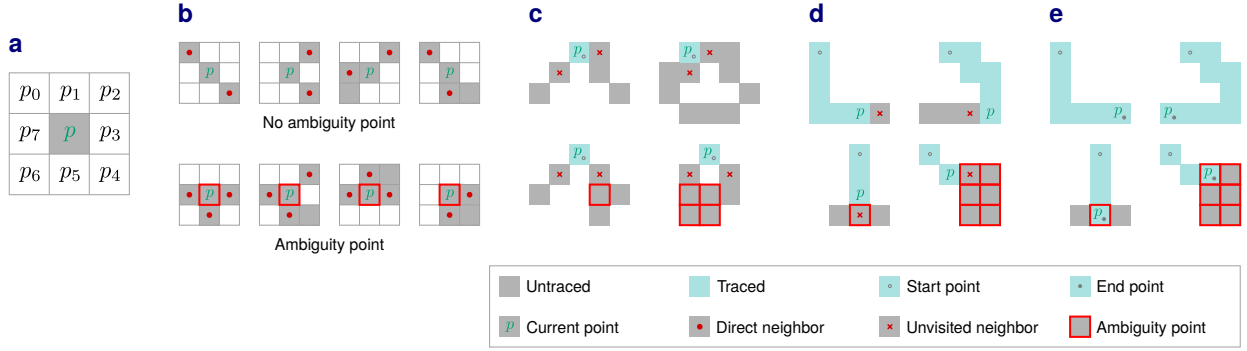 a
p0 p1 p2
p7 p p3
p6 p5 p4
b
p p p p
No ambiguity point
p p p p
Ambiguity point
c
p p
p p
d
p p
p p
e
p p
p p
Untraced Traced Start point End point
p Current point Direct neighbor Unvisited neighbor Ambiguity point